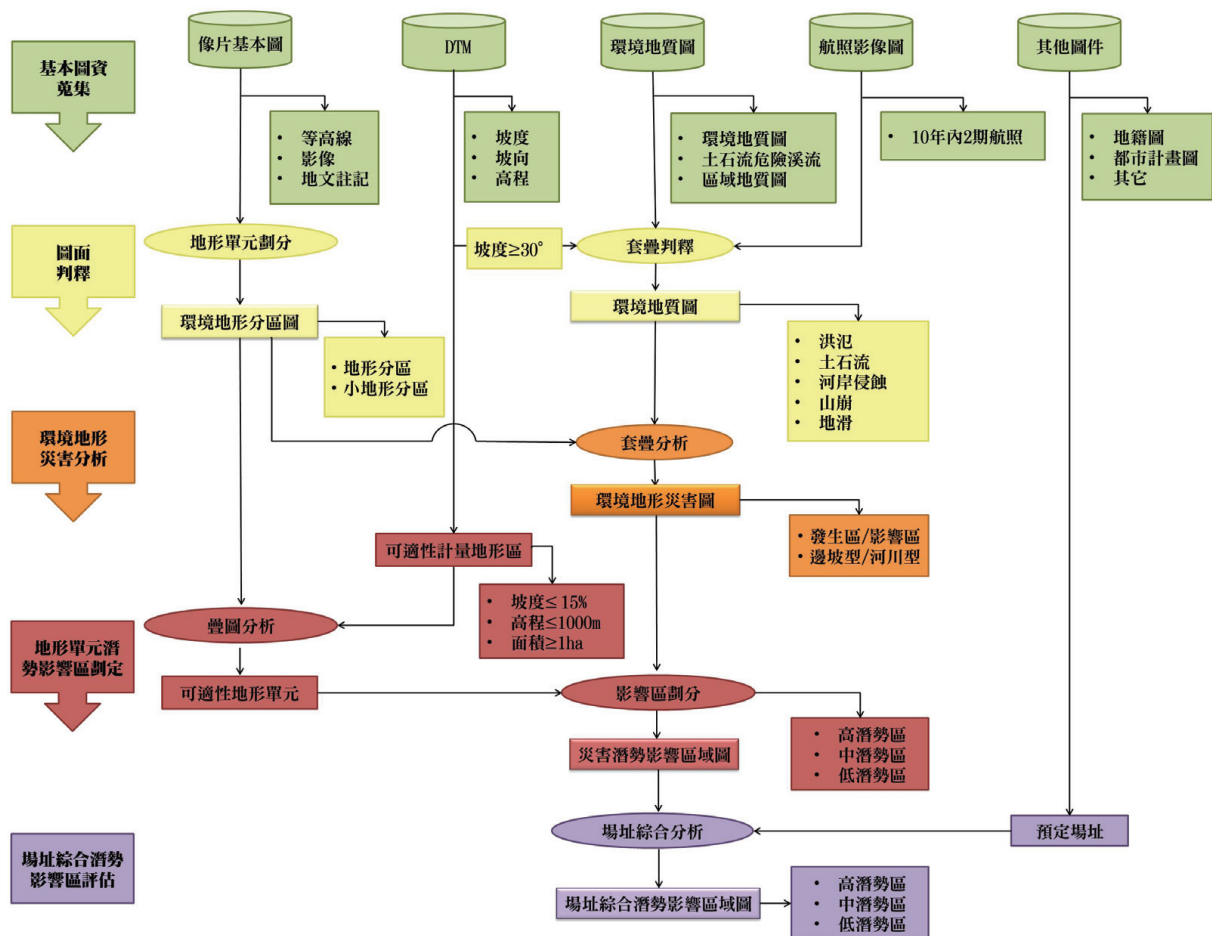 像片基本圖
DTM
環境地質圖
航照影像圖
其他圖件
基本圖資
蒐集
• 等高線
• 影像
• 地文註記
• 坡度
• 坡向
• 高程
• 環境地質圖
• 土石流危險溪流
• 區域地質圖
• 10年內2期航照
• 地籍圖
• 都市計畫圖
• 其它
圖面
判釋
地形單元劃分
坡度≥30°
套疊判釋
環境地形分區圖
環境地質圖
• 地形分區
• 小地形分區
• 洪氾
• 土石流
• 河岸侵蝕
• 山崩
• 地滑
環境地形
災害分析
套疊分析
環境地形災害圖
• 發生區/影響區
• 邊坡型/河川型
可適性計量地形區
• 坡度≤15%
• 高程≤1000m
• 面積≥1ha
地形單元潛
勢影響區劃定
疊圖分析
可適性地形單元
影響區劃分
• 高潛勢區
• 中潛勢區
• 低潛勢區
災害潛勢影響區域圖
場址綜合潛勢
影響區評估
場址綜合分析
預定場址
場址綜合潛勢影響區域圖
• 高潛勢區
• 中潛勢區
• 低潛勢區